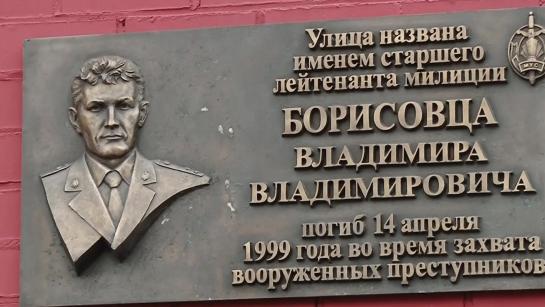 Улица названа
именем старшего
лейтенанта милиции
БОРИСОВЦА
ВЛАДИМИРА
ВЛАДИМИРОВИЧА
погиб 14 апреля
1999 года во время захвата
вооруженных преступников
М.У.С.